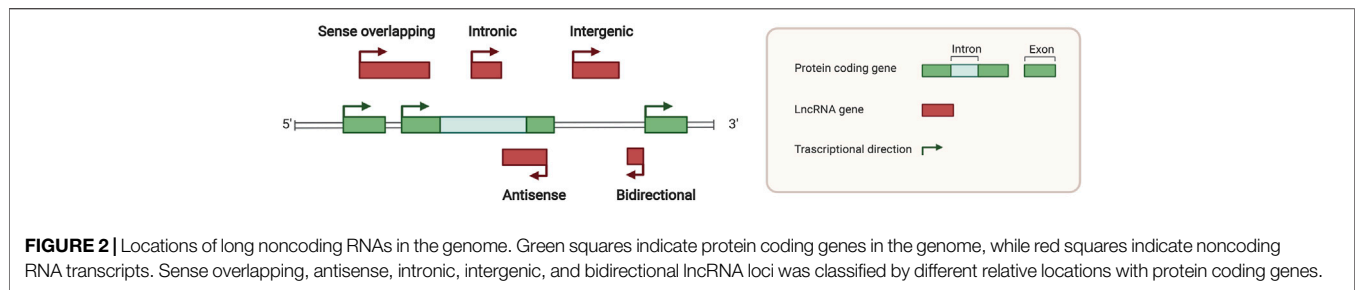 Sense overlapping
Intronic
Intergenic
5'
3'
Antisense
Bidirectional
Intron
Exon
Protein coding gene
LncRNA gene
Trascriptional direction
FIGURE 2 | Locations of long noncoding RNAs in the genome. Green squares indicate protein coding genes in the genome, while red squares indicate noncoding
RNA transcripts. Sense overlapping, antisense, intronic, intergenic, and bidirectional lncRNA loci was classified by different relative locations with protein coding genes.